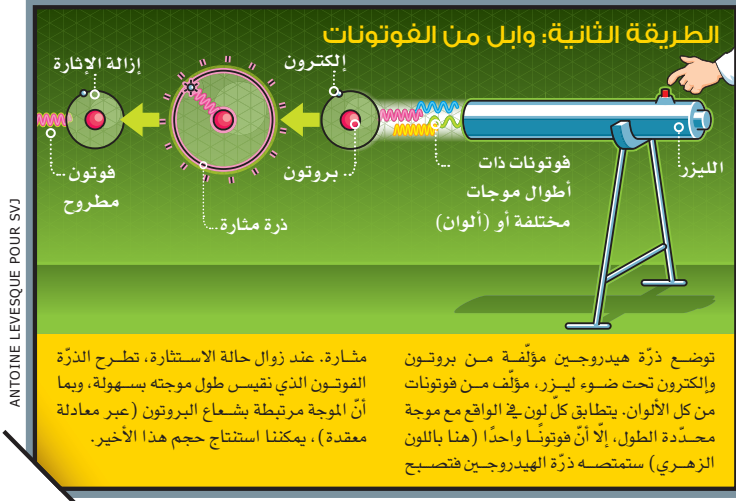 الطريقة الثانية: وابل من الفوتونات
الليزر
فوتونات ذات
أطوال موجات
مختلفة أو (ألوان)
إلكترون
بروتون
ذرة مثارة
إزالة الإثارة
فوتون
مطروح
توضع ذرّة هيدروجين مؤلّفة من بروتون
وإلكترون تحت ضوء ليزر، مؤلّف من فوتونات
من كل الألوان. يتطابق كلّ لون في الواقع مع موجة
محدّدة الطول، إلّا أنّ فوتونًا واحدًا (هنا باللون
الزهري) ستمتصه ذرّة الهيدروجين فتصبح
مثارة. عند زوال حالة الاستثارة، تطرح الذرّة
الفوتون الذي نقيس طول موجته بسهولة، وبما
أنّ الموجة مرتبطة بشعاع البروتون (عبر معادلة
معقدة)، يمكننا استنتاج حجم هذا الأخير.
ANTOINE LEVESQUE POUR SVJ